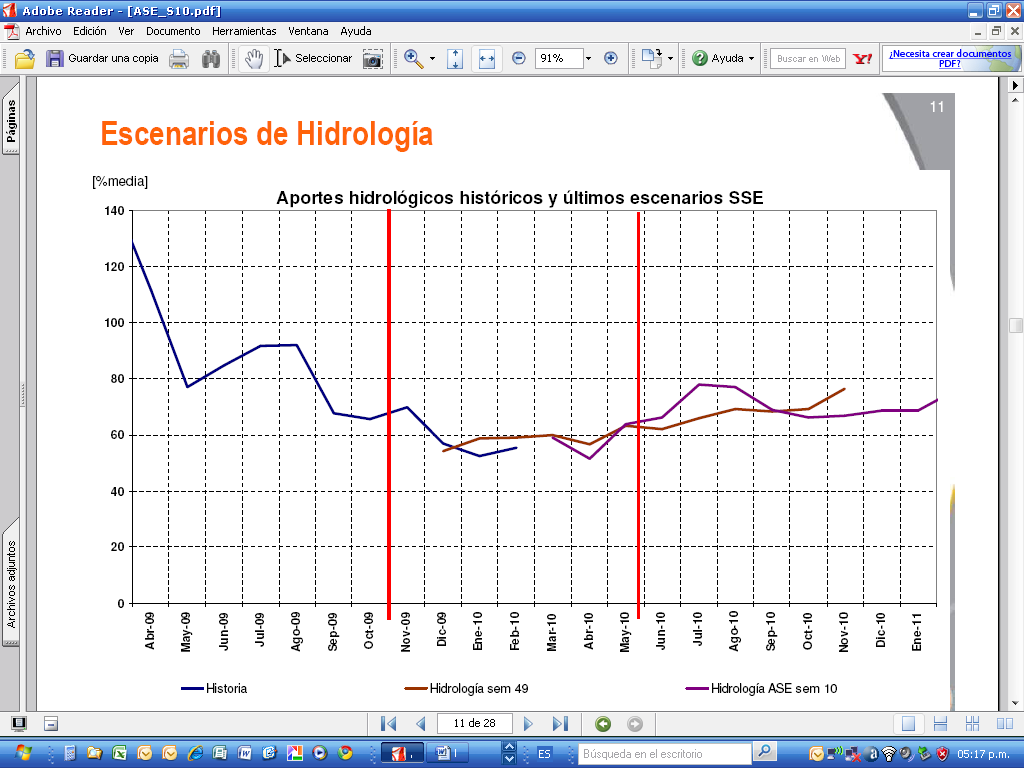 Adobe Reader - [ASE_S10.pdf]
Archivo Edición Ver Documento Herramientas Ventana Ayuda
Guardar una copia Seleccionar 91% Ayuda Buscar en Web Y! ¿Necesita crear documentos PDF?
Páginas
Archivos adjuntos
11
Escenarios de Hidrología
[%media]
Aportes hidrológicos históricos y últimos escenarios SSE
140
120
100
80
60
40
20
0
Abr-09 May-09 Jun-09 Jul-09 Ago-09 Sep-09 Oct-09 Nov-09 Dic-09 Ene-10 Feb-10 Mar-10 Abr-10 May-10 Jun-10 Jul-10 Ago-10 Sep-10 Oct-10 Nov-10 Dic-10 Ene-11
Historia Hidrología sem 49 Hidrología ASE sem 10
11 de 28
ES Búsqueda en el escritorio 05:17 p.m.